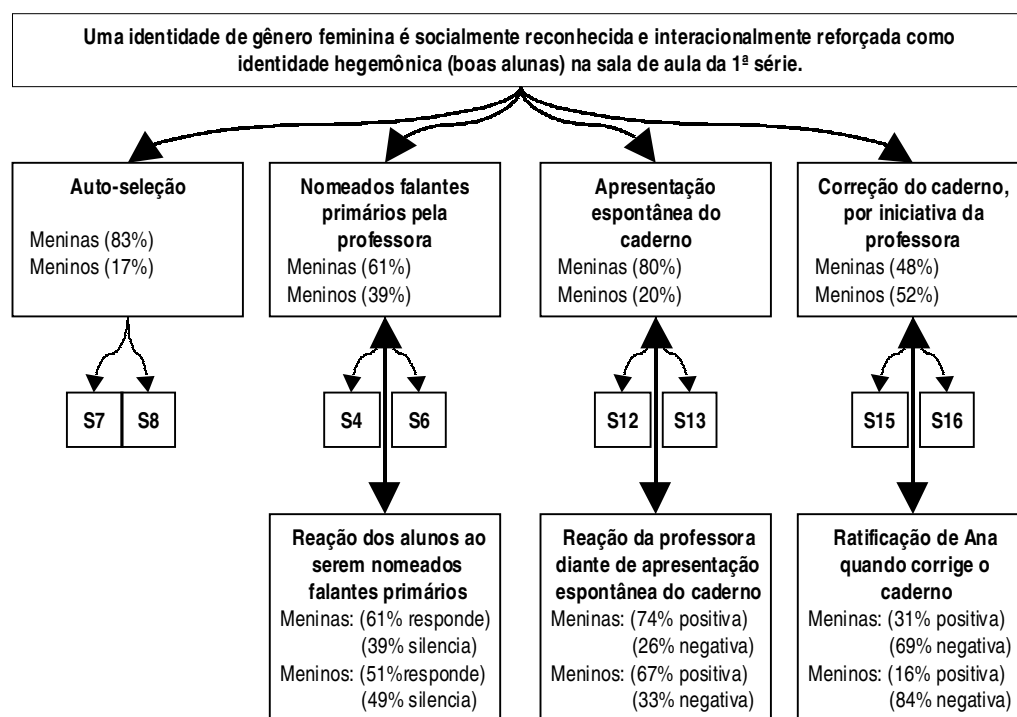 Uma identidade de gênero feminina é socialmente reconhecida e interacionalmente reforçada como
identidade hegemônica (boas alunas) na sala de aula da 1ª série.
Auto-seleção
Meninas (83%)
Meninos (17%)
Nomeados falantes
primários pela
professora
Meninas (61%)
Meninos (39%)
Apresentação
espontânea do
caderno
Meninas (80%)
Meninos (20%)
Correção do caderno,
por iniciativa da
professora
Meninas (48%)
Meninos (52%)
S7
S8
S4
S6
S12
S13
S15
S16
Reação dos alunos ao
serem nomeados
falantes primários
Meninas: (61% responde)
(39% silencia)
Meninos: (51%responde)
(49% silencia)
Reação da professora
diante de apresentação
espontânea do caderno
Meninas: (74% positiva)
(26% negativa)
Meninos: (67% positiva)
(33% negativa)
Ratificação de Ana
quando corrige o
caderno
Meninas: (31% positiva)
(69% negativa)
Meninos: (16% positiva)
(84% negativa)